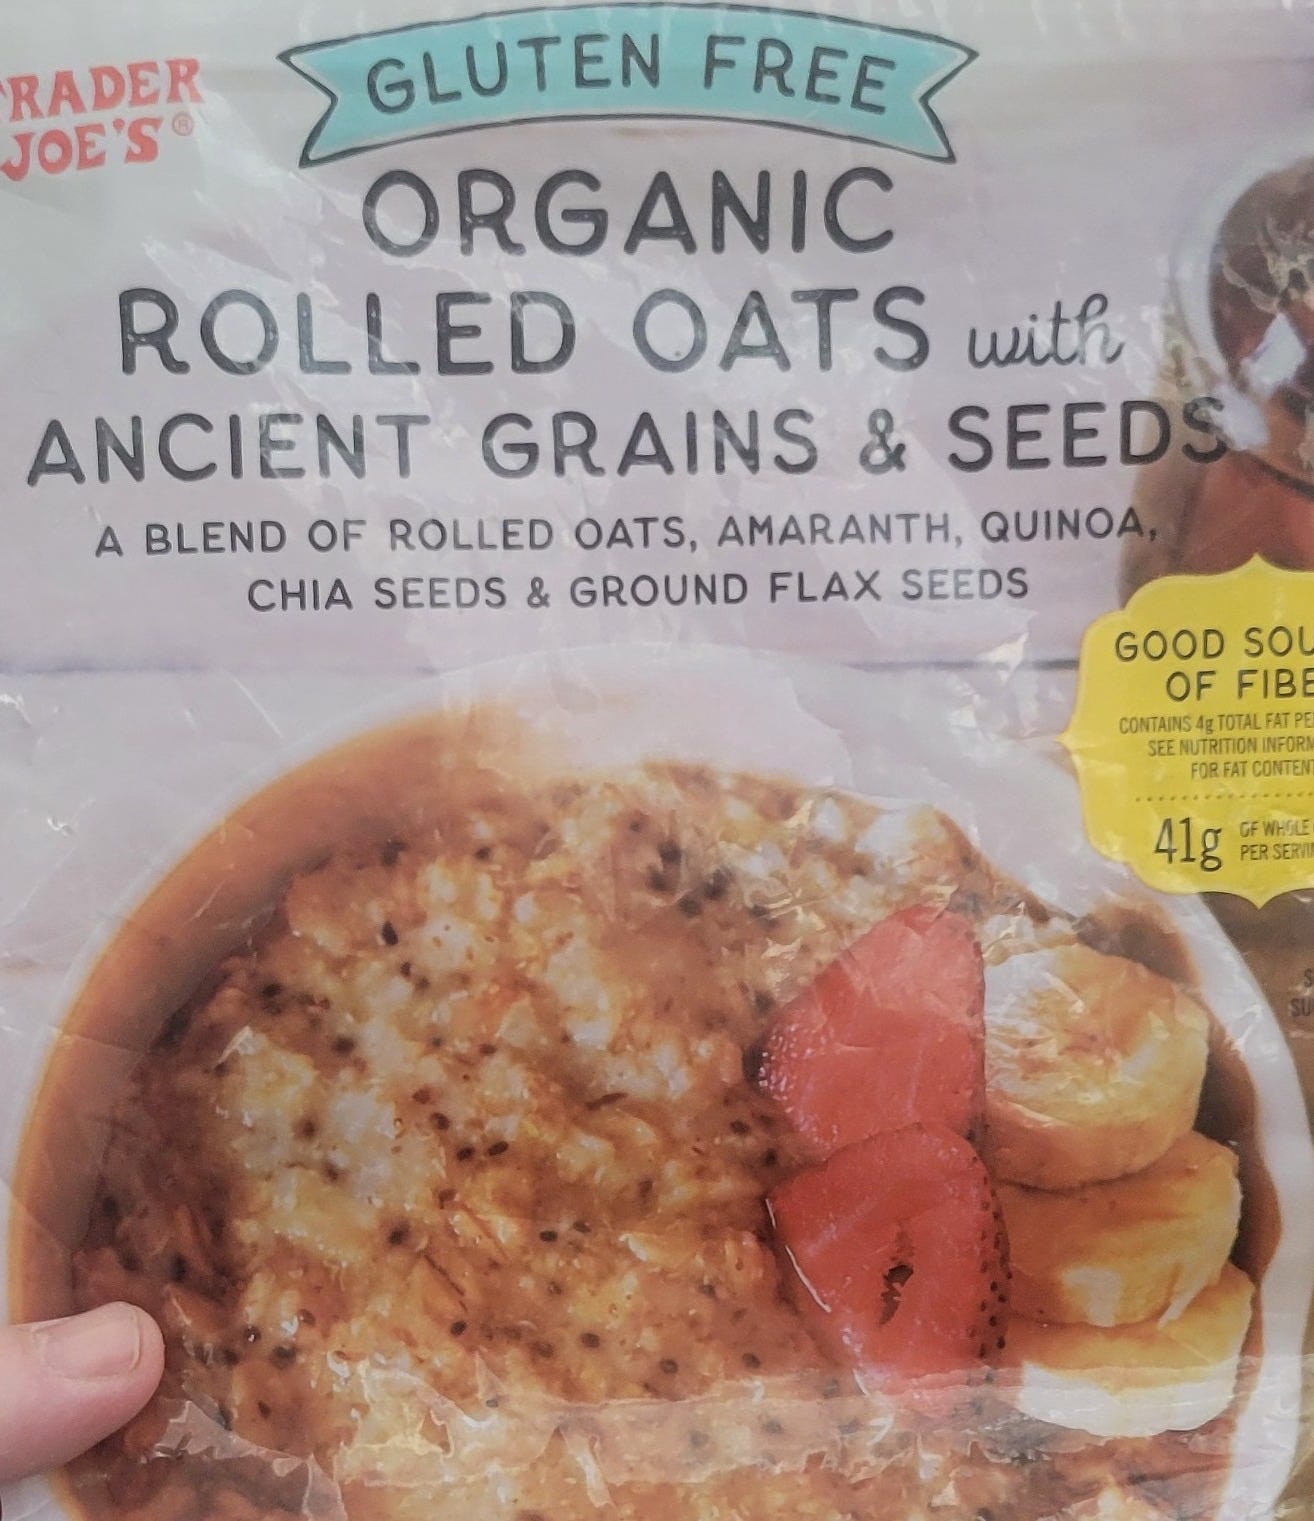 GLUTEN FREE
RADER
JOE'S®
ORGANIC
ROLLED OATS with
ANCIENT GRAINS & SEEDS
A BLEND OF ROLLED OATS, AMARANTH, QUINOA,
CHIA SEEDS & GROUND FLAX SEEDS
GOOD SOU
OF FIBE
CONTAINS 4g TOTAL FAT PE
SEE NUTRITION INFORM
FOR FAT CONTENT
41g
OF WHOLE
PER SERVI